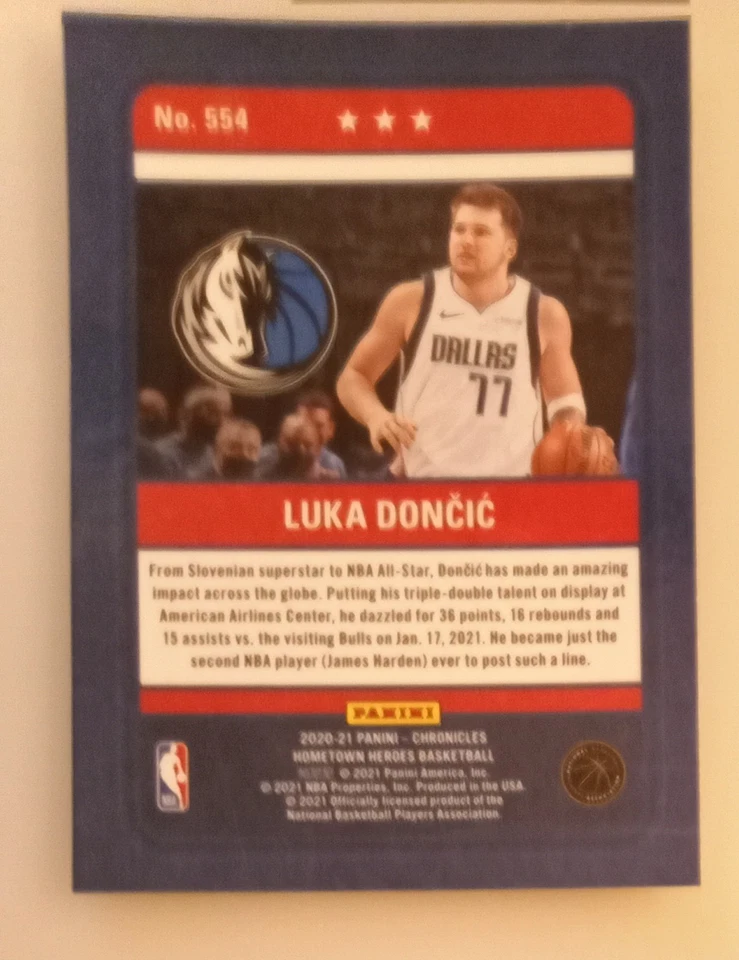 No. 554
DALLAS
77
LUKA DONČIĆ
From Slovenian superstar to NBA All-Star, Dončić has made an amazing
impact across the globe. Putting his triple-double talent on display at
American Airlines Center, he dazzled for 36 points, 16 rebounds and
15 assists vs. the visiting Bulls on Jan. 17, 2021. He became just the
second NBA player (James Harden) ever to post such a line.
PANINI
2020-21 PANINI - CHRONICLES
HOMETOWN HEROES BASKETBALL
© 2021 Panini America, Inc.
© 2021 NBA Properties, Inc. Produced in the USA.
© 2021 Officially licensed product of the
National Basketball Players Association.
NBA